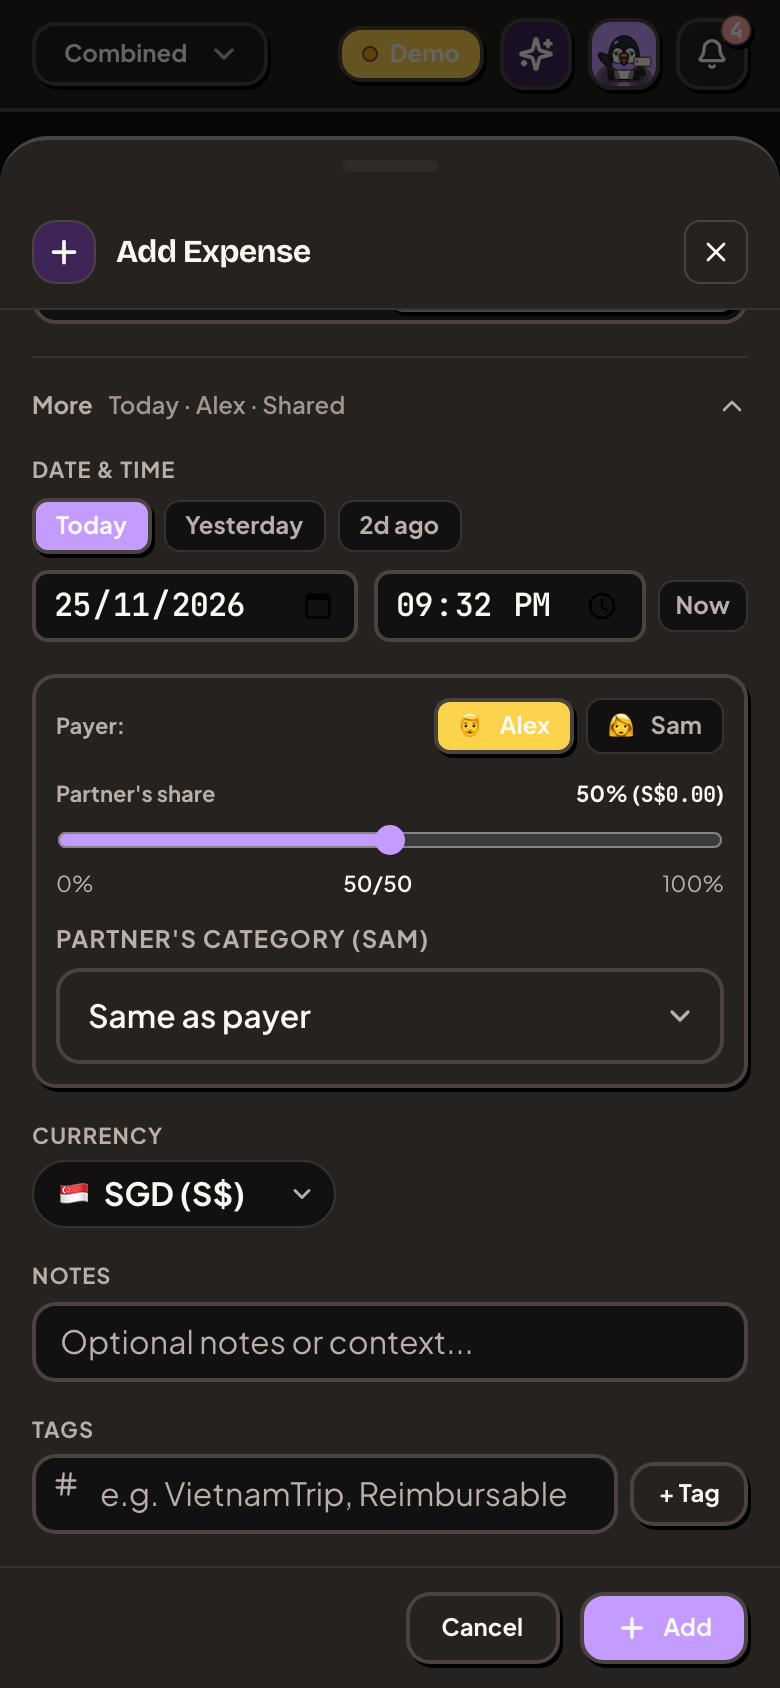 Combined
Demo
4
Add Expense
More Today · Alex · Shared
DATE & TIME
Today Yesterday 2d ago
25/11/2026 09:32 PM Now
Payer: Alex Sam
Partner's share 50% (S$0.00)
0% 50/50 100%
PARTNER'S CATEGORY (SAM)
Same as payer
CURRENCY
SGD (S$)
NOTES
Optional notes or context...
TAGS
# e.g. VietnamTrip, Reimbursable + Tag
Cancel + Add